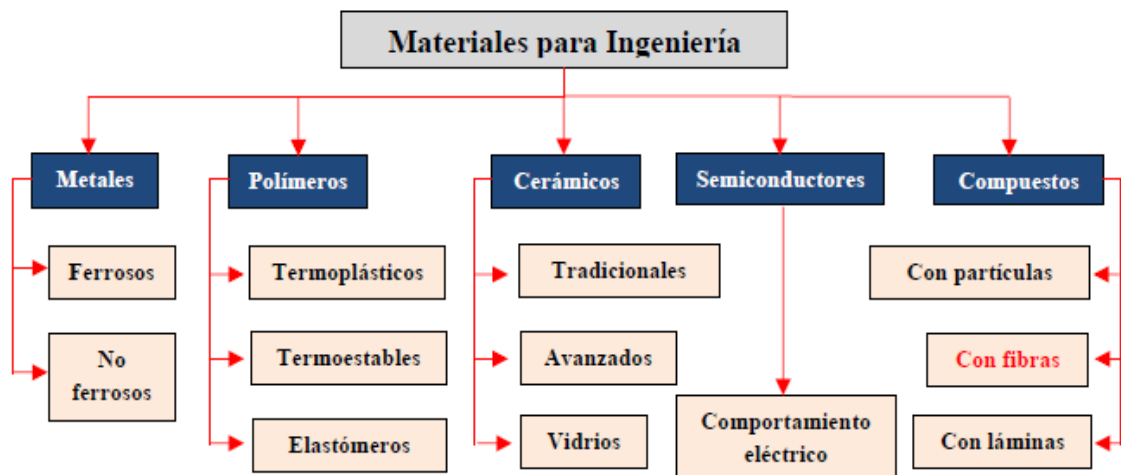 Materiales para Ingeniería
Metales
Polímeros
Cerámicos
Semiconductores
Compuestos
Ferrosos
Termoplásticos
Tradicionales
Con partículas
No
ferrosos
Termoestables
Avanzados
Con fibras
Elastómeros
Vidrios
Comportamiento
eléctrico
Con láminas